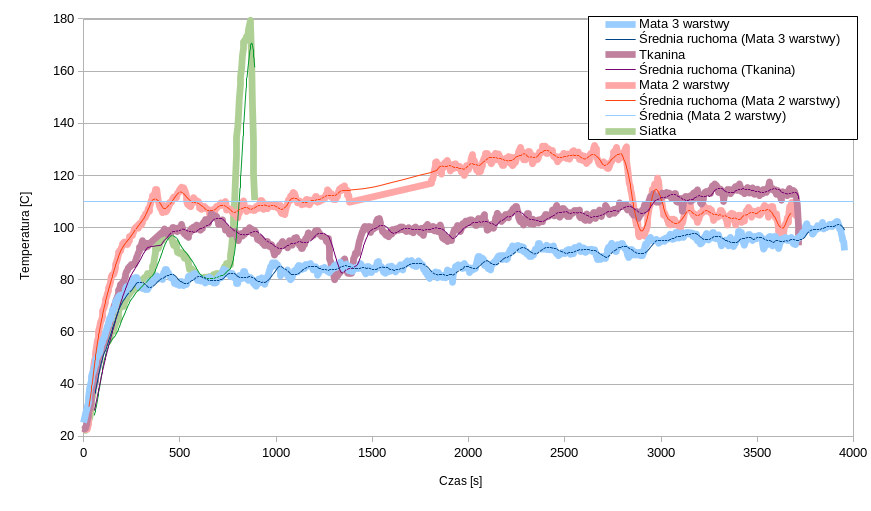 180
160
140
120
100
80
60
40
20
Temperatura [C]
0
500
1000
1500
2000
2500
3000
3500
4000
Czas [s]
Mata 3 warstwy
Średnia ruchoma (Mata 3 warstwy)
Tkanina
Średnia ruchoma (Tkanina)
Mata 2 warstwy
Średnia ruchoma (Mata 2 warstwy)
Średnia (Mata 2 warstwy)
Siatka